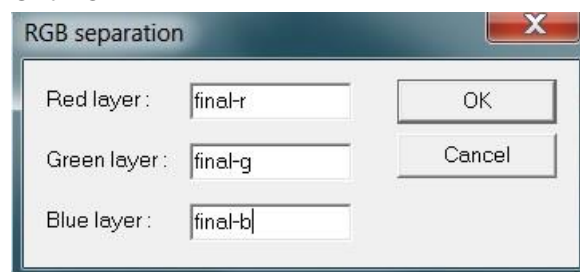 RGB separation
X
Red layer: final-r OK
Green layer: final-g Cancel
Blue layer: final-b